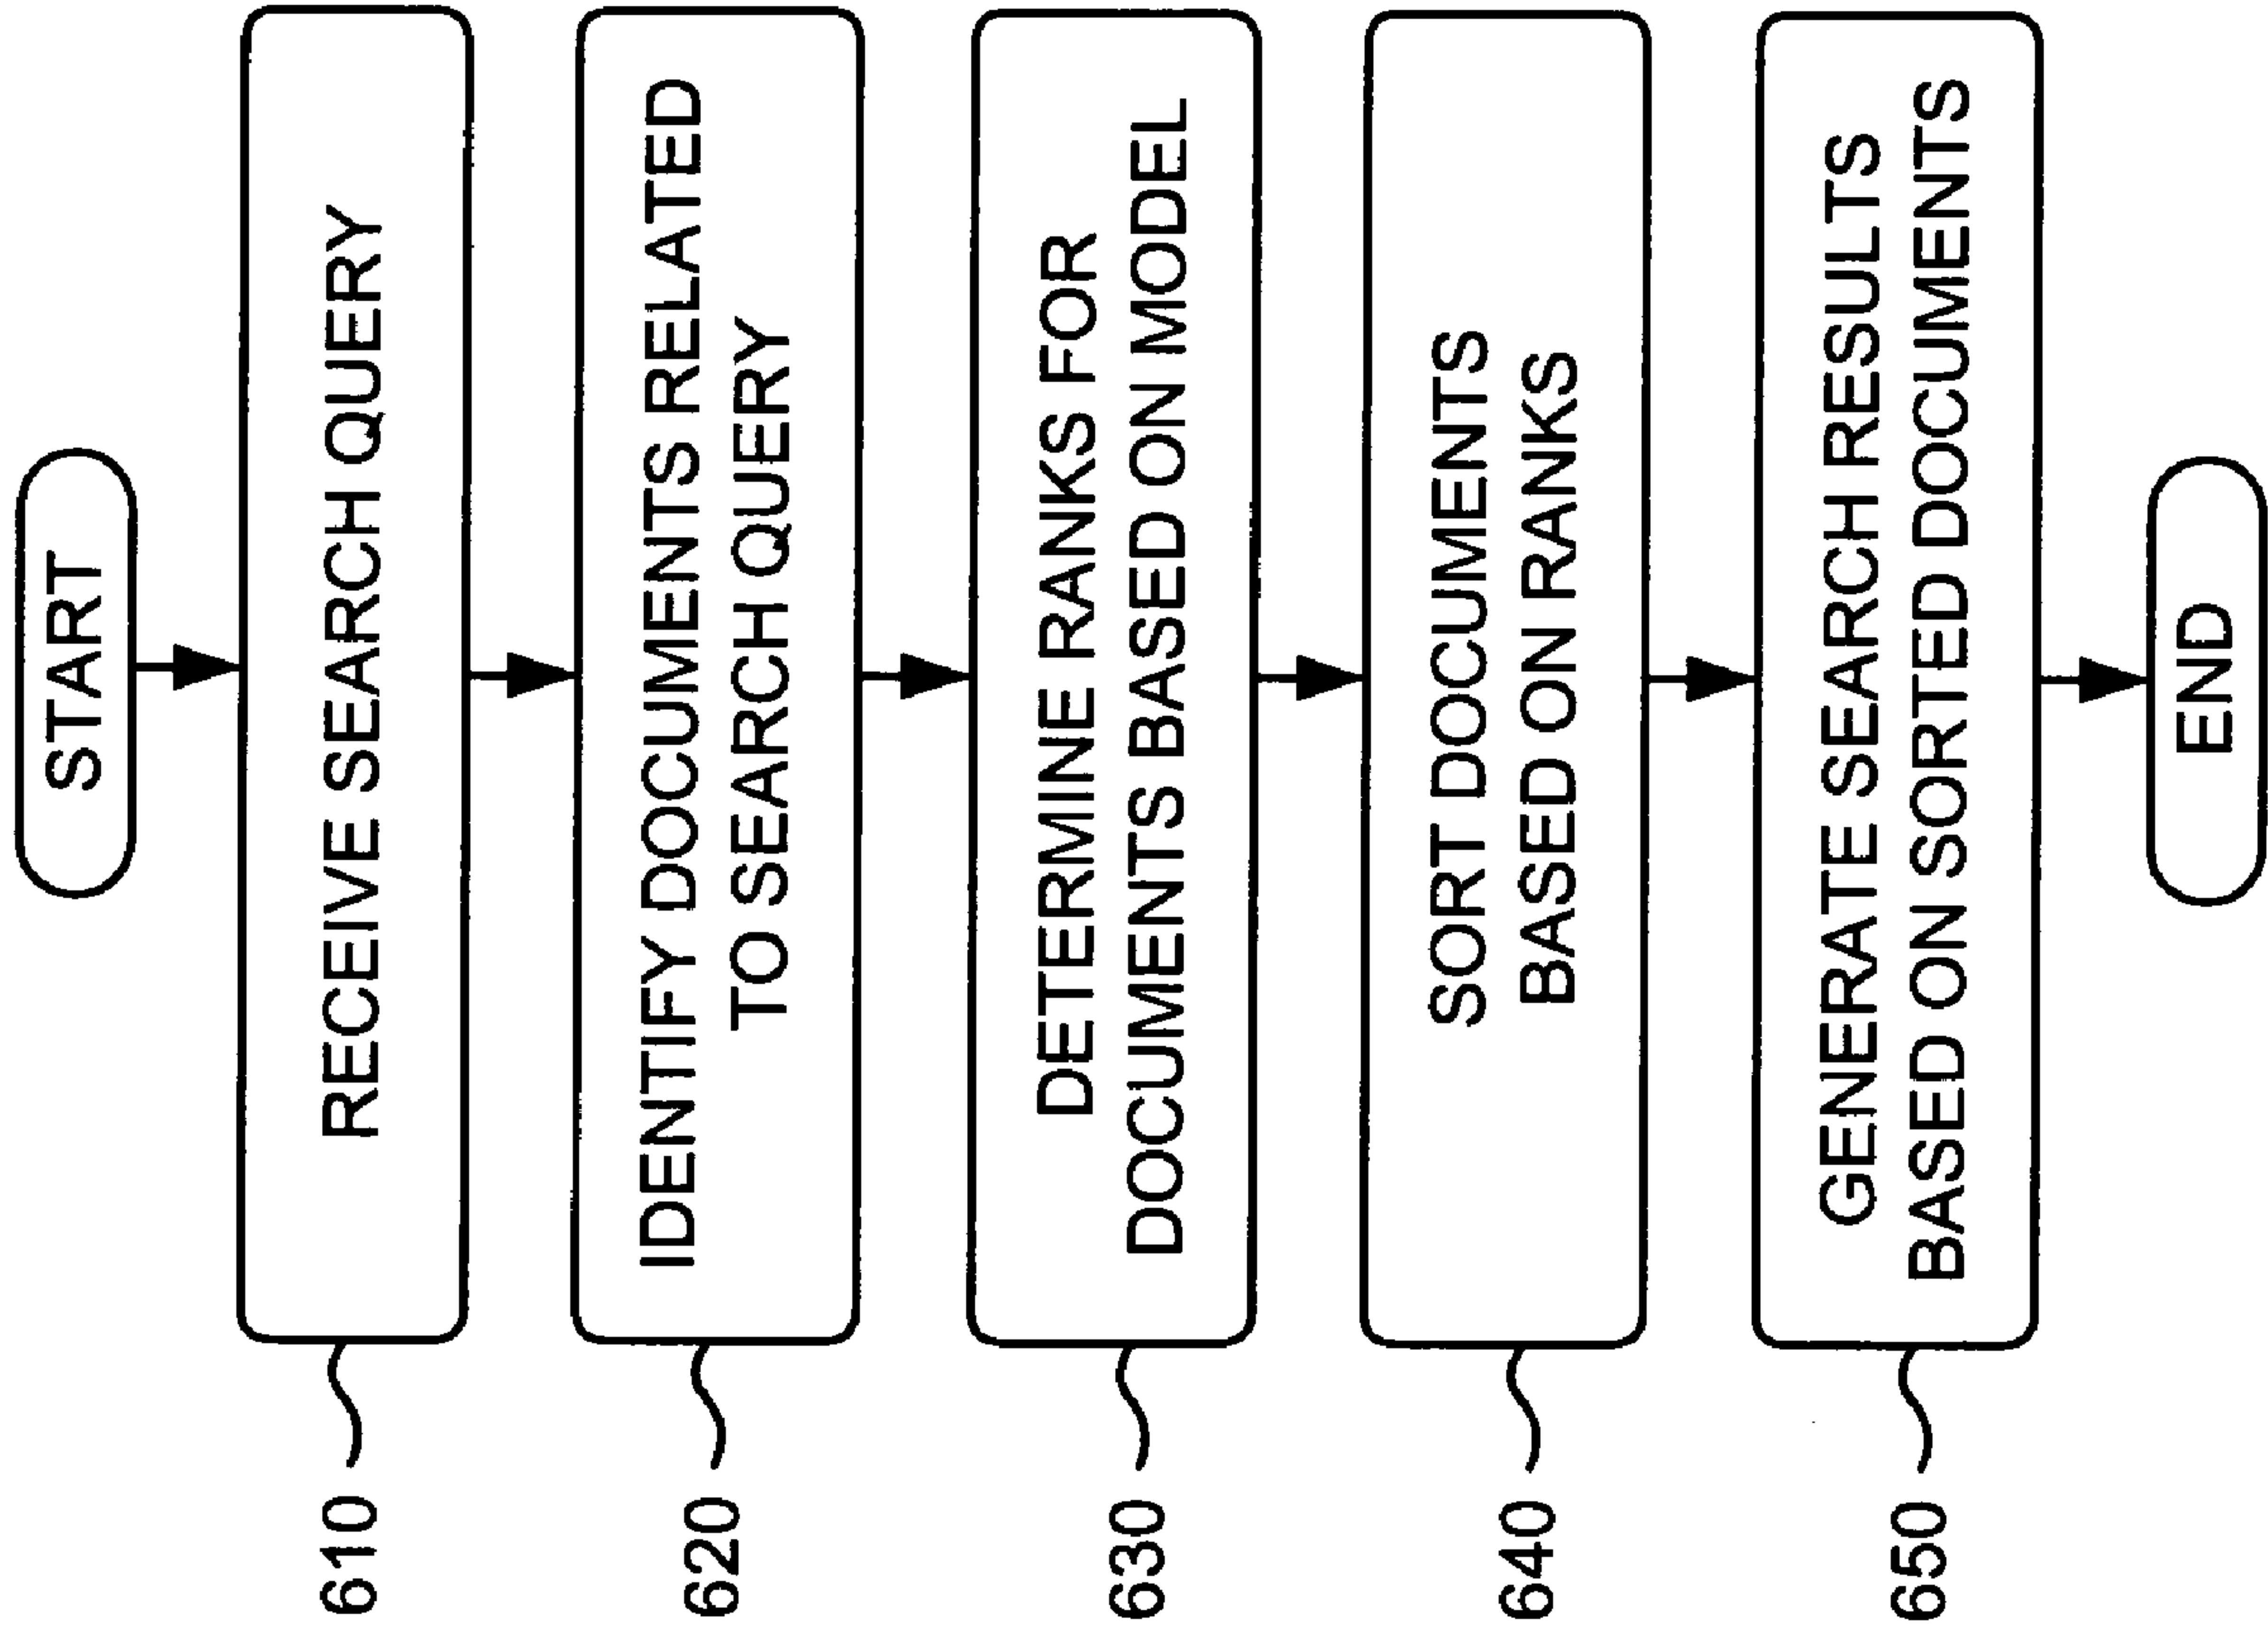 START
610
RECEIVE SEARCH QUERY
620
IDENTIFY DOCUMENTS RELATED
TO SEARCH QUERY
630
DETERMINE RANKS FOR
DOCUMENTS BASED ON MODEL
640
SORT DOCUMENTS
BASED ON RANKS
650
GENERATE SEARCH RESULTS
BASED ON SORTED DOCUMENTS
END